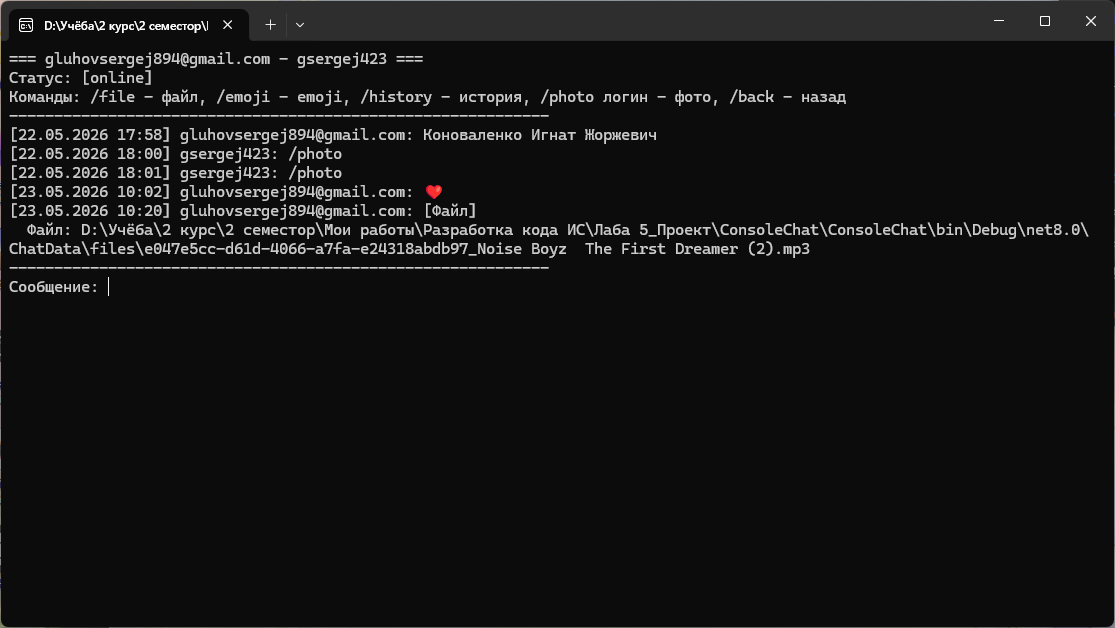 D:\Учёба\2 курс\2 семестор\
=== gluhovsergej894@gmail.com - gsergej423 ===
Статус: [online]
Команды: /file - файл, /emoji - emoji, /history - история, /photo логин - фото, /back - назад
------------------------------------------------------------
[22.05.2026 17:58] gluhovsergej894@gmail.com: Коноваленко Игнат Жоржевич
[22.05.2026 18:00] gsergej423: /photo
[22.05.2026 18:01] gsergej423: /photo
[23.05.2026 10:02] gluhovsergej894@gmail.com: ❤️
[23.05.2026 10:20] gluhovsergej894@gmail.com: [Файл]
Файл: D:\Учёба\2 курс\2 семестор\Мои работы\Разработка кода ИС\Лаба 5_Проект\ConsoleChat\ConsoleChat\bin\Debug\net8.0\
ChatData\files\e047e5cc-d61d-4066-a7fa-e24318abdb97_Noise Boyz  The First Dreamer (2).mp3
------------------------------------------------------------
Сообщение: